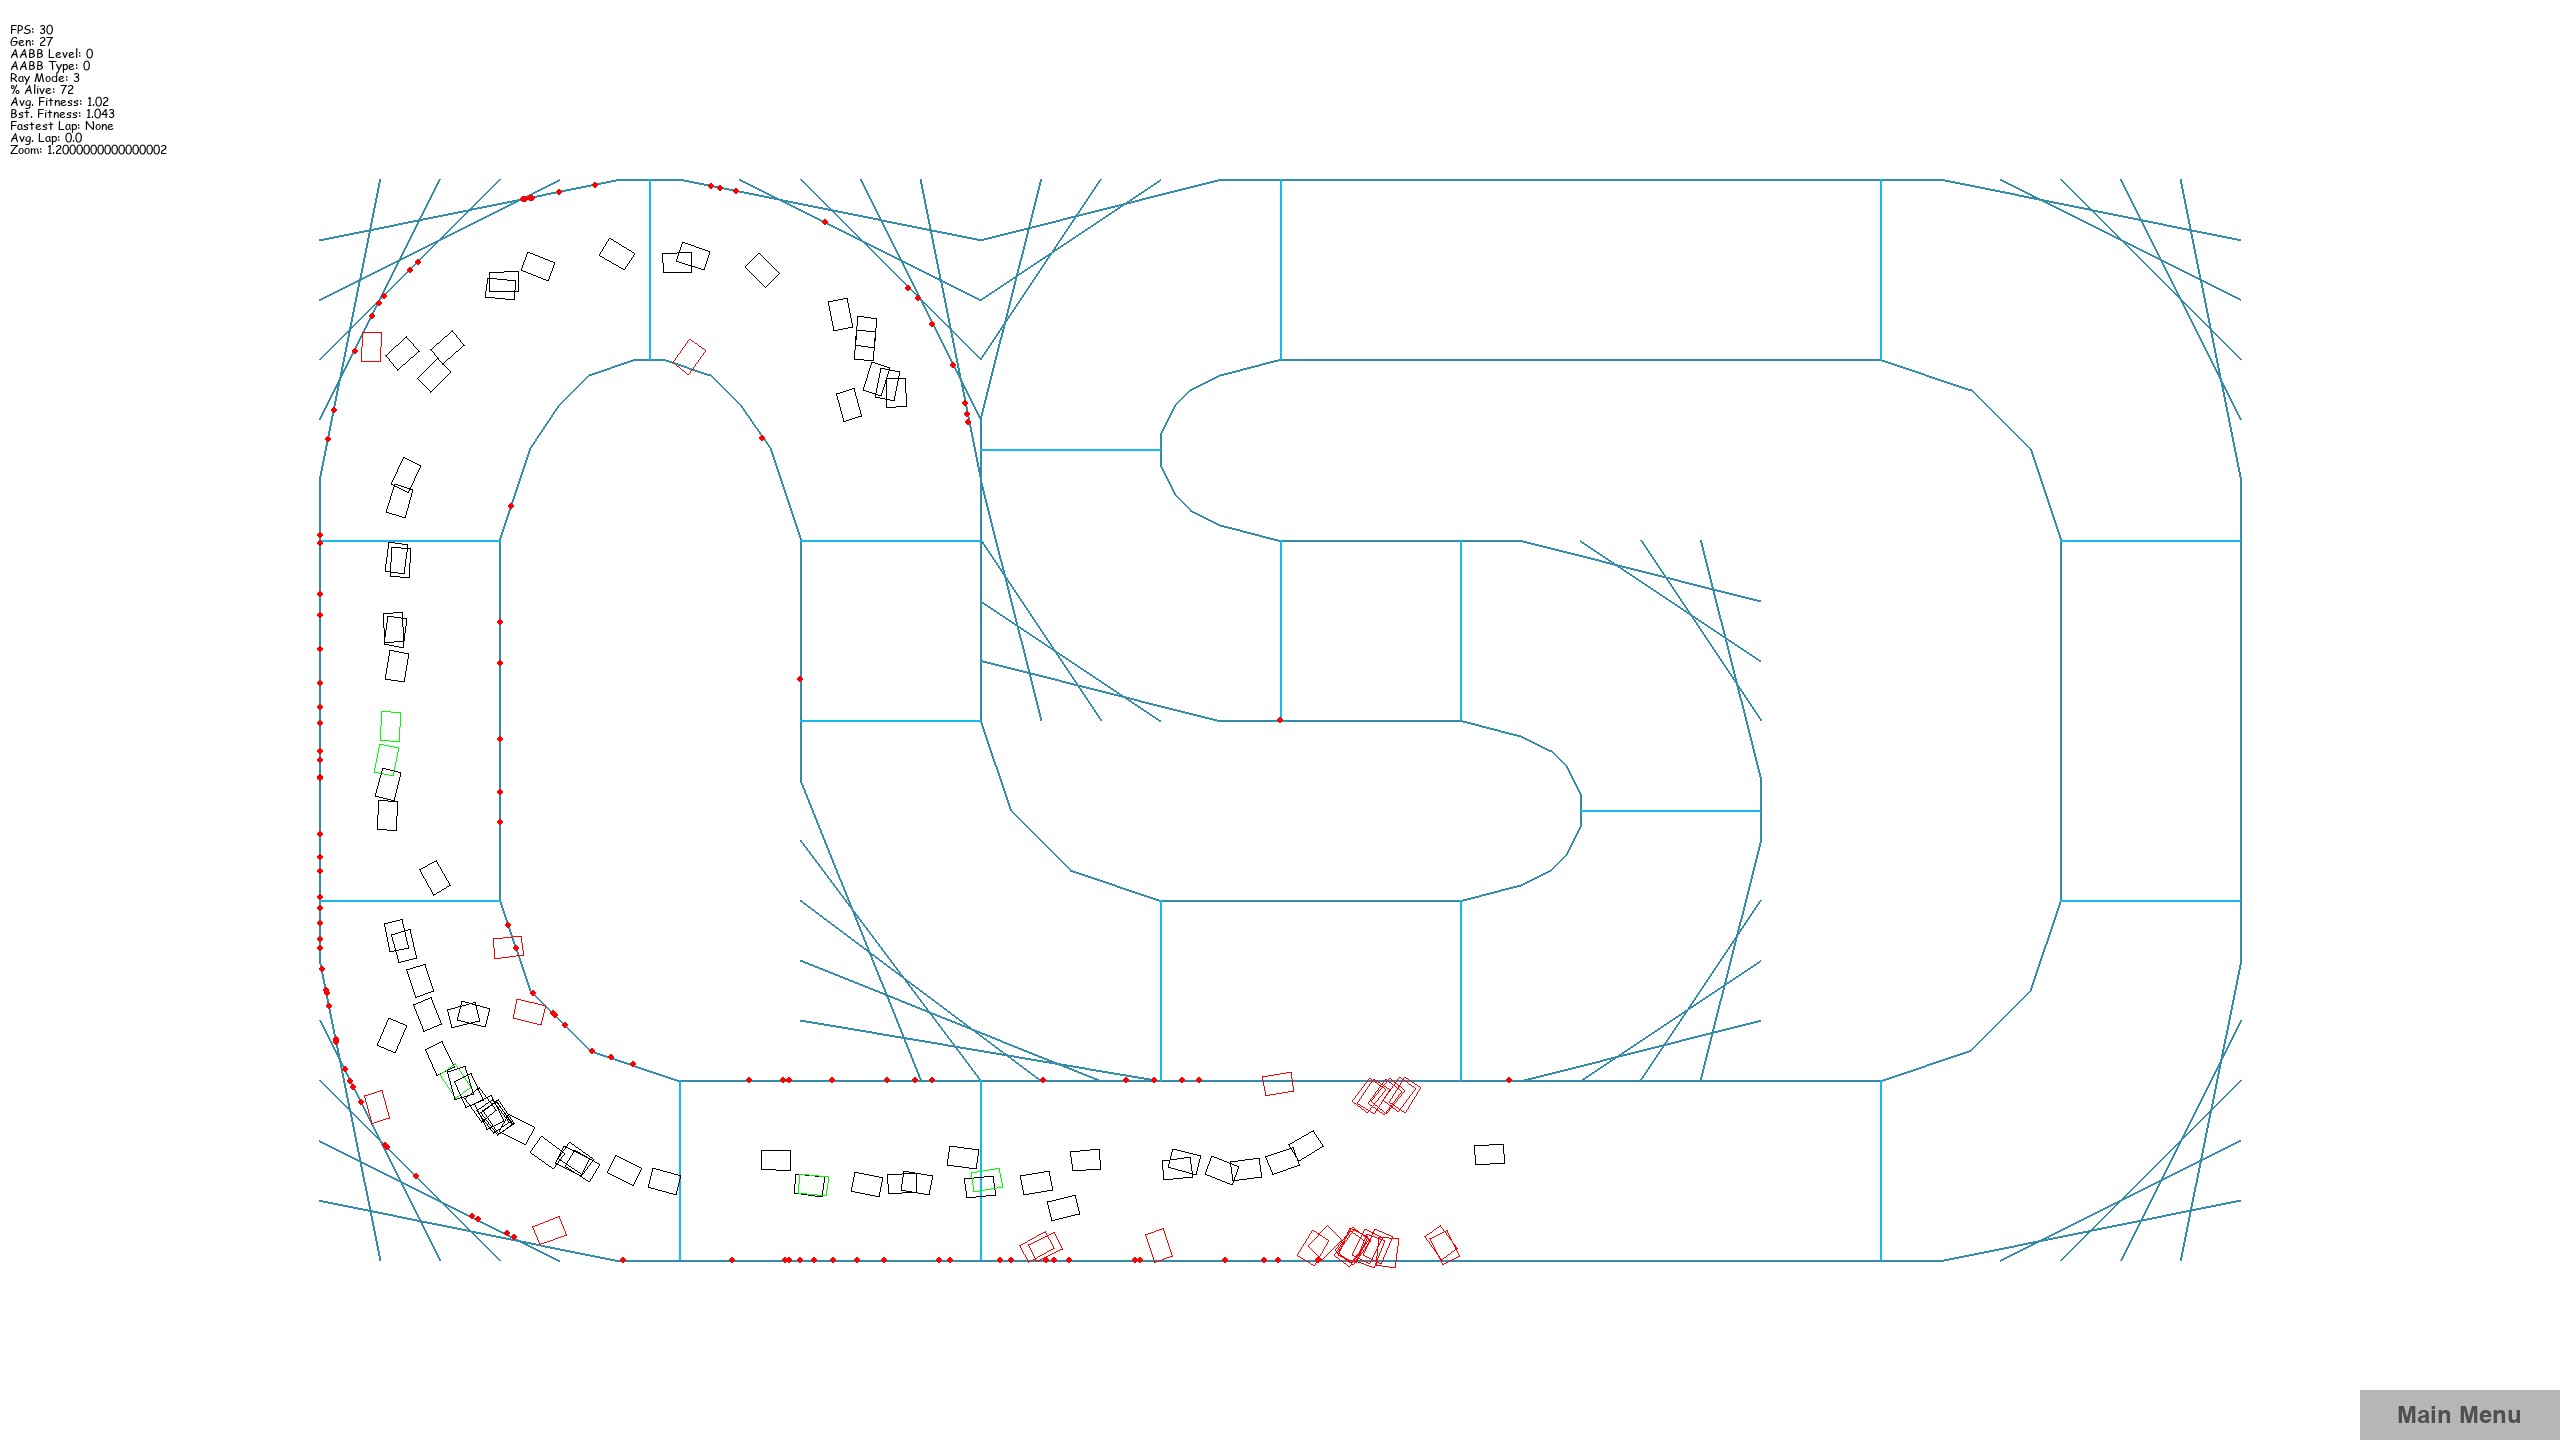 FPS: 30
Gen: 27
AABB Level: 0
AABB Type: 0
Ray Mode: 3
% Alive: 72
Avg. Fitness: 1.02
Bst. Fitness: 1.043
Fastest Lap: None
Avg. Lap: 0.0
Zoom: 1.2000000000000002
Main Menu